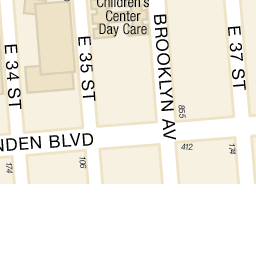 Children's
Center
Day Care
E 34 ST
E 35 ST
BROOKLYN AV
E 37 ST
NDEN BLVD
855
412
174
106
174